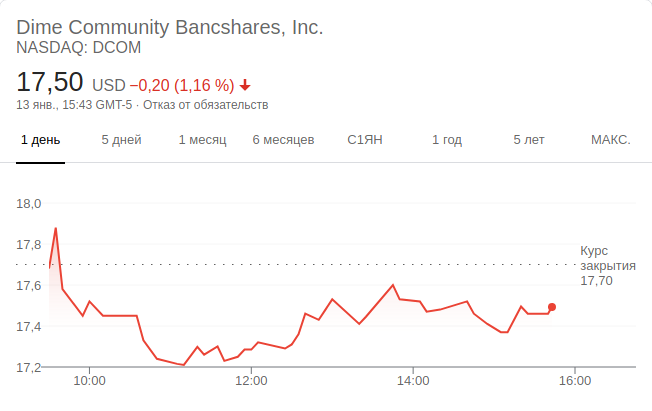 Dime Community Bancshares, Inc.
NASDAQ: DCOM
17,50 USD −0,20 (1,16 %)
13 янв., 15:43 GMT-5 · Отказ от обязательств
1 день 5 дней 1 месяц 6 месяцев С1ЯН 1 год 5 лет МАКС.
18,0
17,8
Курс
закрытия
17,70
17,6
17,4
17,2
10:00 12:00 14:00 16:00